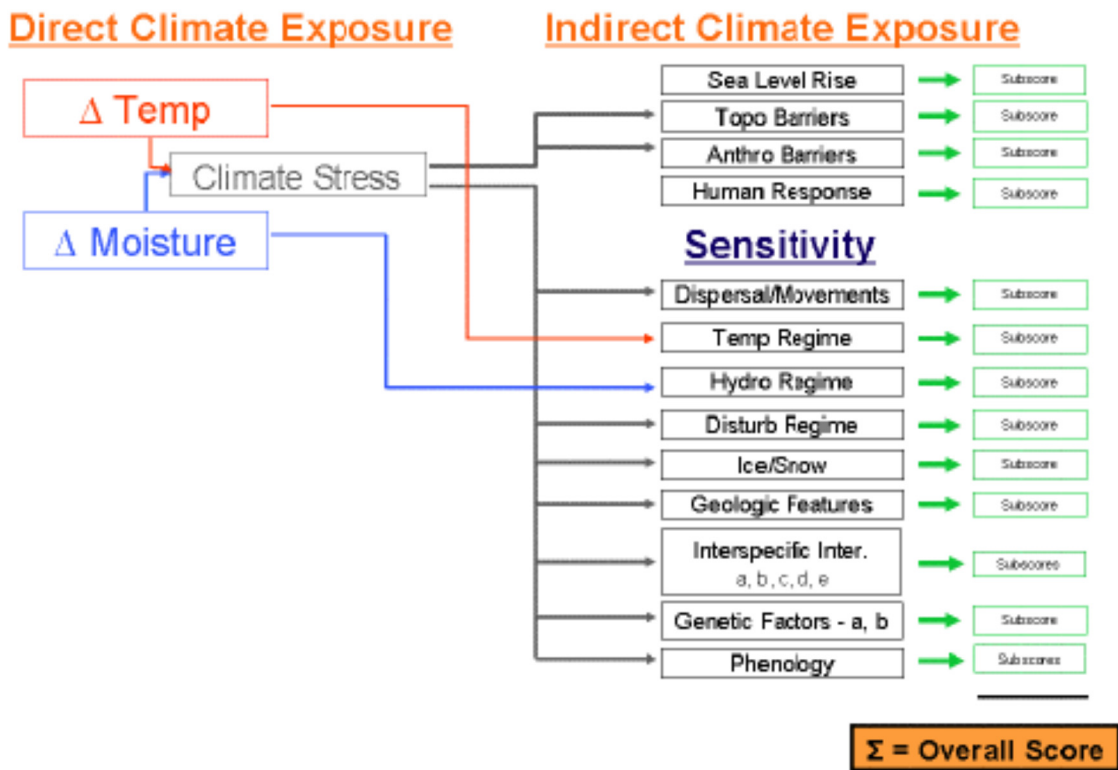 Direct Climate Exposure
Indirect Climate Exposure
Δ Temp
Climate Stress
Δ Moisture
Sea Level Rise
Subscore
Topo Barriers
Subscore
Anthro Barriers
Subscore
Human Response
Subscore
Sensitivity
Dispersal/Movements
Subscore
Temp Regime
Subscore
Hydro Regime
Subscore
Disturb Regime
Subscore
Ice/Snow
Subscore
Geologic Features
Subscore
Interspecific Inter.
a, b, c, d, e
Subscores
Genetic Factors - a, b
Subscore
Phenology
Subscores
Σ = Overall Score